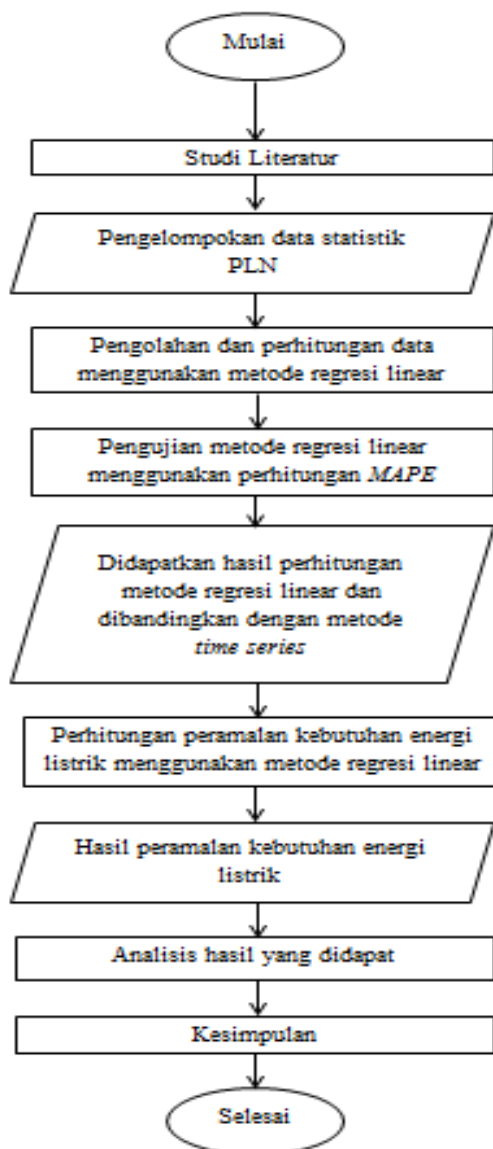 Mulai
Studi Literatur
Pengelompokan data statistik
PLN
Pengolahan dan perhitungan data
menggunakan metode regresi linear
Pengujian metode regresi linear
menggunakan perhitungan MAPE
Didapatkan hasil perhitungan
metode regresi linear dan
dibandingkan dengan metode
time series
Perhitungan peramalan kebutuhan energi
listrik menggunakan metode regresi linear
Hasil peramalan kebutuhan energi
listrik
Analisis hasil yang didapat
Kesimpulan
Selesai